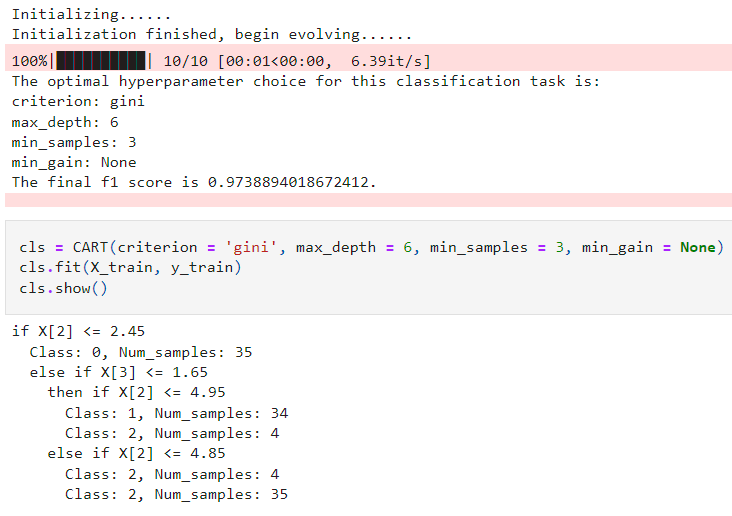 Initializing......
Initialization finished, begin evolving......
100%|██████████| 10/10 [00:01<00:00,  6.39it/s]
The optimal hyperparameter choice for this classification task is:
criterion: gini
max_depth: 6
min_samples: 3
min_gain: None
The final f1 score is 0.9738894018672412.
cls = CART(criterion = 'gini', max_depth = 6, min_samples = 3, min_gain = None)
cls.fit(X_train, y_train)
cls.show()
if X[2] <= 2.45
  Class: 0, Num_samples: 35
  else if X[3] <= 1.65
    then if X[2] <= 4.95
      Class: 1, Num_samples: 34
      Class: 2, Num_samples: 4
    else if X[2] <= 4.85
      Class: 2, Num_samples: 4
      Class: 2, Num_samples: 35